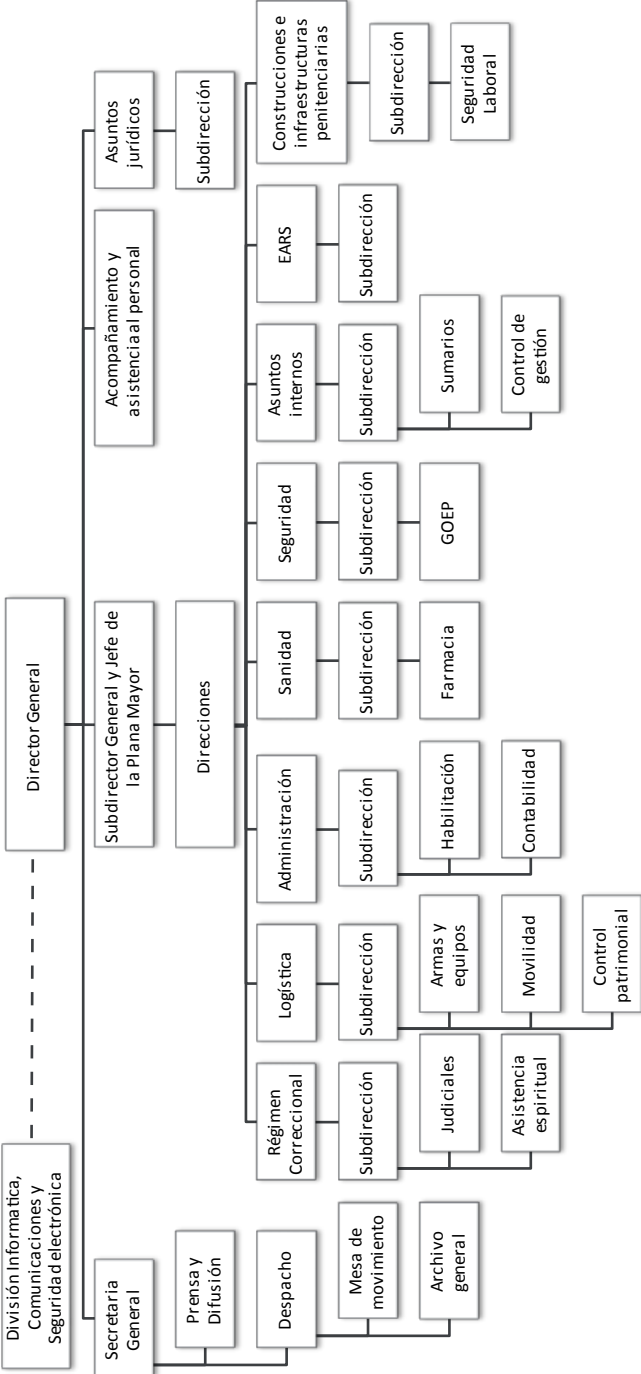 División Informatica,
Comunicaciones y
Seguridad electrónica
Director General
Secretaria
General
Subdirector General y Jefe de
la Plana Mayor
Acompañamiento y
asistencia al personal
Asuntos
jurídicos
Prensa y
Difusión
Direcciones
Subdirección
Despacho
Régimen
Correccional
Logística
Administración
Sanidad
Seguridad
Asuntos
internos
EARS
Construcciones e
infraestructuras
penitenciarias
Mesa de
movimiento
Subdirección
Subdirección
Subdirección
Subdirección
Subdirección
Subdirección
Subdirección
Subdirección
Archivo
general
Judiciales
Armas y
equipos
Habilitación
Farmacia
GOEP
Sumarios
Seguridad
Laboral
Asistencia
espiritual
Movilidad
Contabilidad
Control de
gestión
Control
patrimonial